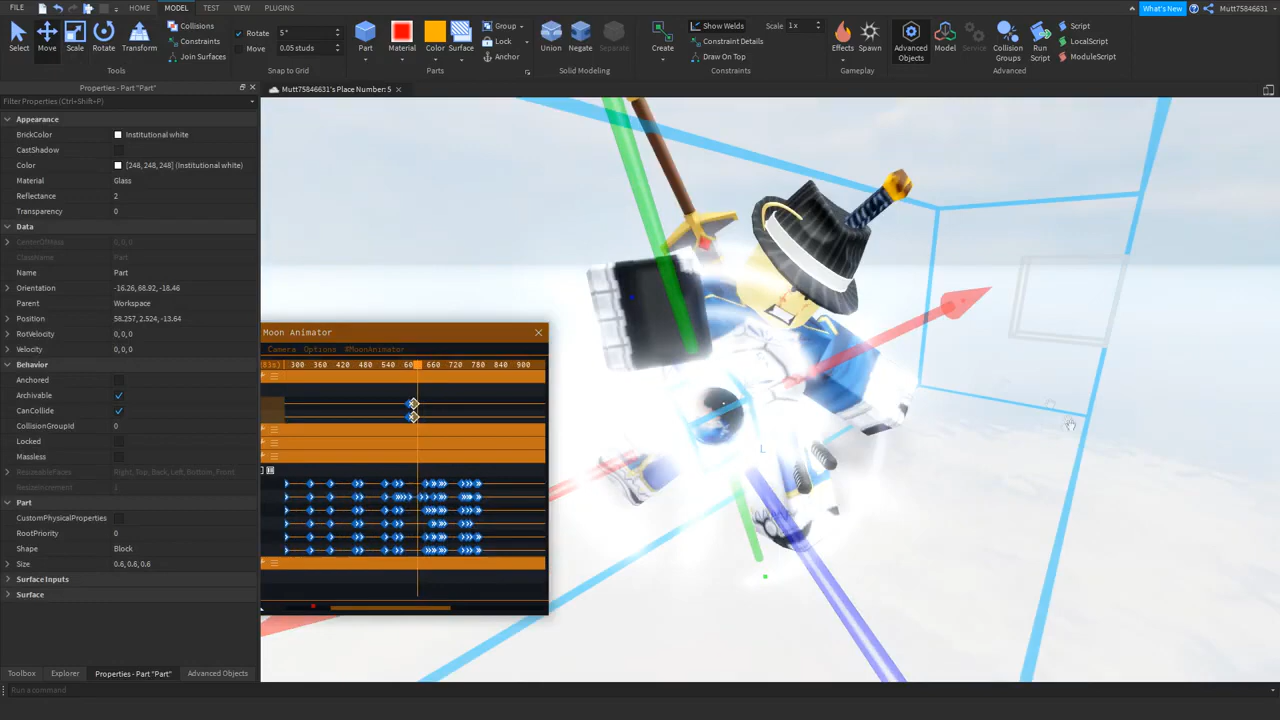 FILE HOME MODEL TEST VIEW PLUGINS What's New Mutt75846631
Select Move Scale Rotate Transform
Collisions
Constraints
Join Surfaces
Tools
Rotate 5 °
Move 0.05 studs
Snap to Grid
Part Material Color Surface
Group
Lock
Anchor
Parts
Union Negate Separate
Solid Modeling
Create
Show Welds
Constraint Details
Draw On Top
Scale 1 x
Constraints
Effects Spawn
Gameplay
Advanced Objects
Model
Service
Collision Groups
Run Script
Script
LocalScript
ModuleScript
Advanced
Properties - Part "Part"
Mutt75846631's Place Number: 5
Filter Properties (Ctrl+Shift+P)
Appearance
BrickColor Institutional white
CastShadow
Color [248, 248, 248] (Institutional white)
Material Glass
Reflectance 2
Transparency 0
Data
CenterOfMass 0, 0, 0
ClassName Part
Name Part
Orientation -16.26, 68.92, -18.46
Parent Workspace
Position 58.257, 2.524, -13.64
RotVelocity 0, 0, 0
Velocity 0, 0, 0
Behavior
Anchored
Archivable
CanCollide
CollisionGroupId 0
Locked
Massless
ResizeableFaces Right, Top, Back, Left, Bottom, Front
ResizeIncrement 1
Part
CustomPhysicalProperties
RootPriority 0
Shape Block
Size 0.6, 0.6, 0.6
Surface Inputs
Surface
Moon Animator
Camera Options #MoonAnimator
300 360 420 480 540 660 720 780 840 900
L
Toolbox Explorer Properties - Part "Part" Advanced Objects
Run a command